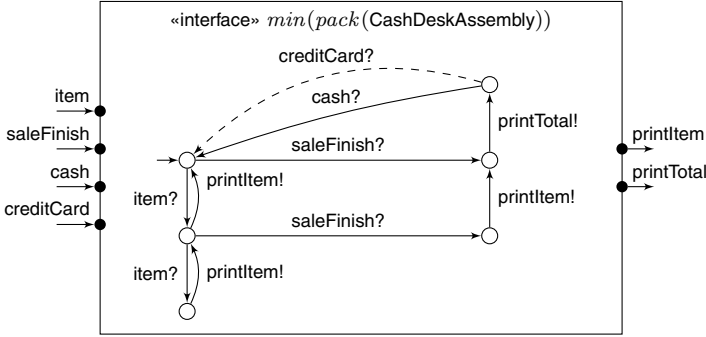 «interface» min(pack(CashDeskAssembly))
creditCard?
item
cash?
saleFinish
printTotal!
printItem
saleFinish?
cash
printTotal
item?
printItem!
printItem!
creditCard
saleFinish?
item?
printItem!